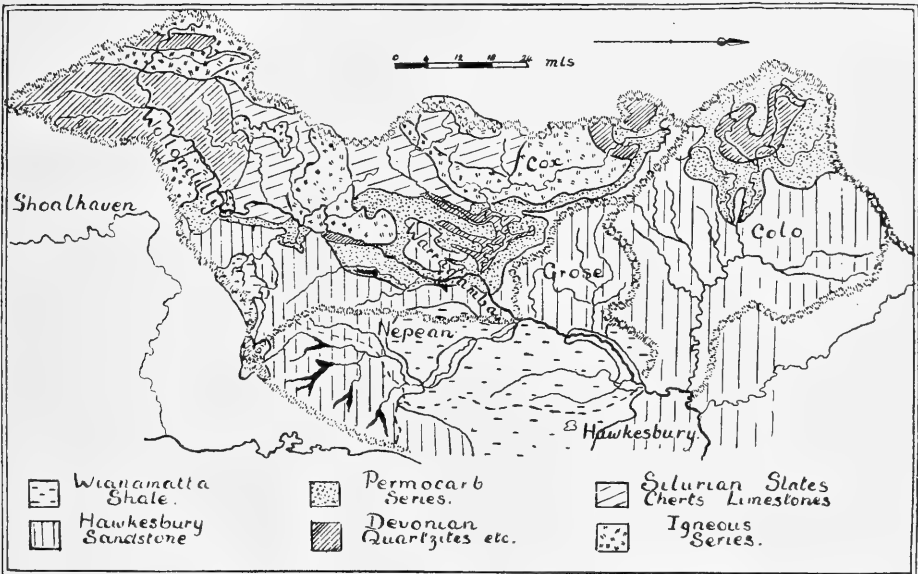 0 6 12 18 24 mls
Wollondilly
Cox
Shoalhaven
Colo
Warragamba
Grose
Nepean
Hawkesbury
Wianamatta
Shale.
Permocarb
Series.
Silurian Slates
Cherts Limestones
Hawkesbury
Sandstone
Devonian
Quartzites etc.
Igneous
Series.